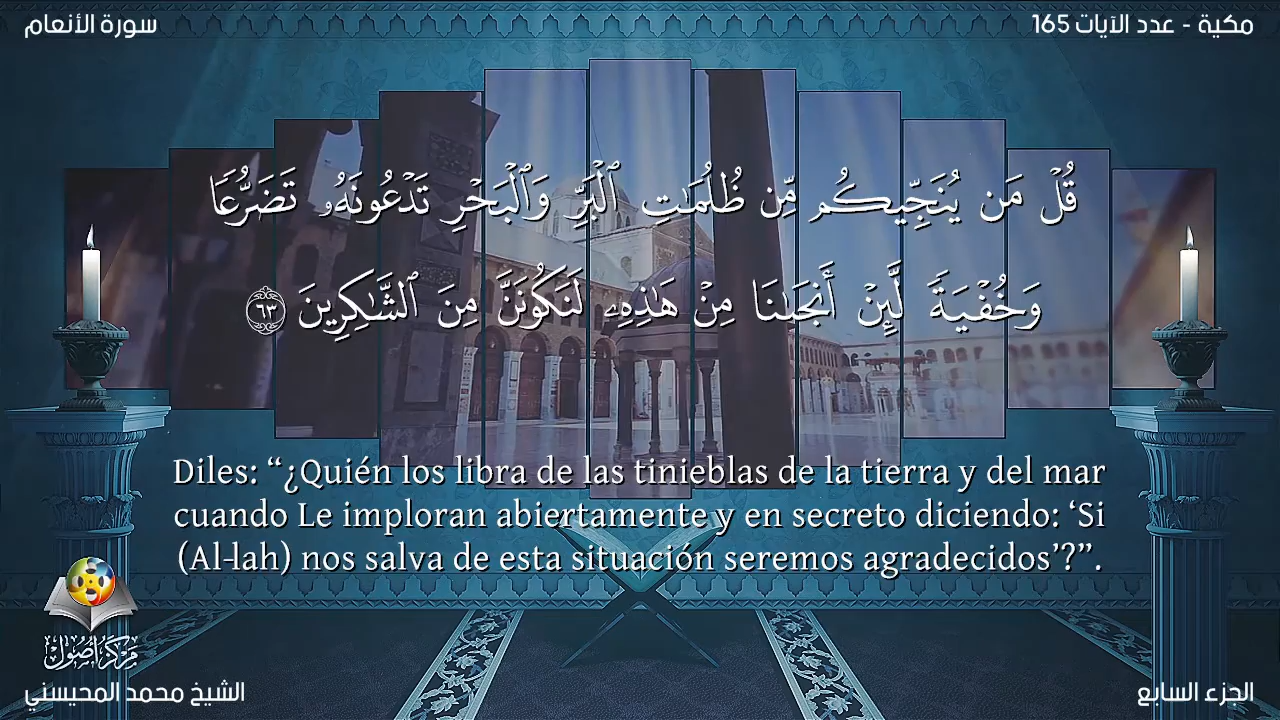 سورة الأنعام
مكية - عدد الآيات 165
قُلْ مَن يُنَجِّيكُم مِّن ظُلُمَٰتِ ٱلْبَرِّ وَٱلْبَحْرِ تَدْعُونَهُۥ تَضَرُّعًا
وَخُفْيَةً لَّئِنْ أَنجَىٰنَا مِنْ هَٰذِهِۦ لَنَكُونَنَّ مِنَ ٱلشَّٰكِرِينَ ٦٣
Diles: “¿Quién los libra de las tinieblas de la tierra y del mar
cuando Le imploran abiertamente y en secreto diciendo: ‘Si
(Al-lah) nos salva de esta situación seremos agradecidos’?”.
مركز أصول
الشيخ محمد المحيسني
الجزء السابع